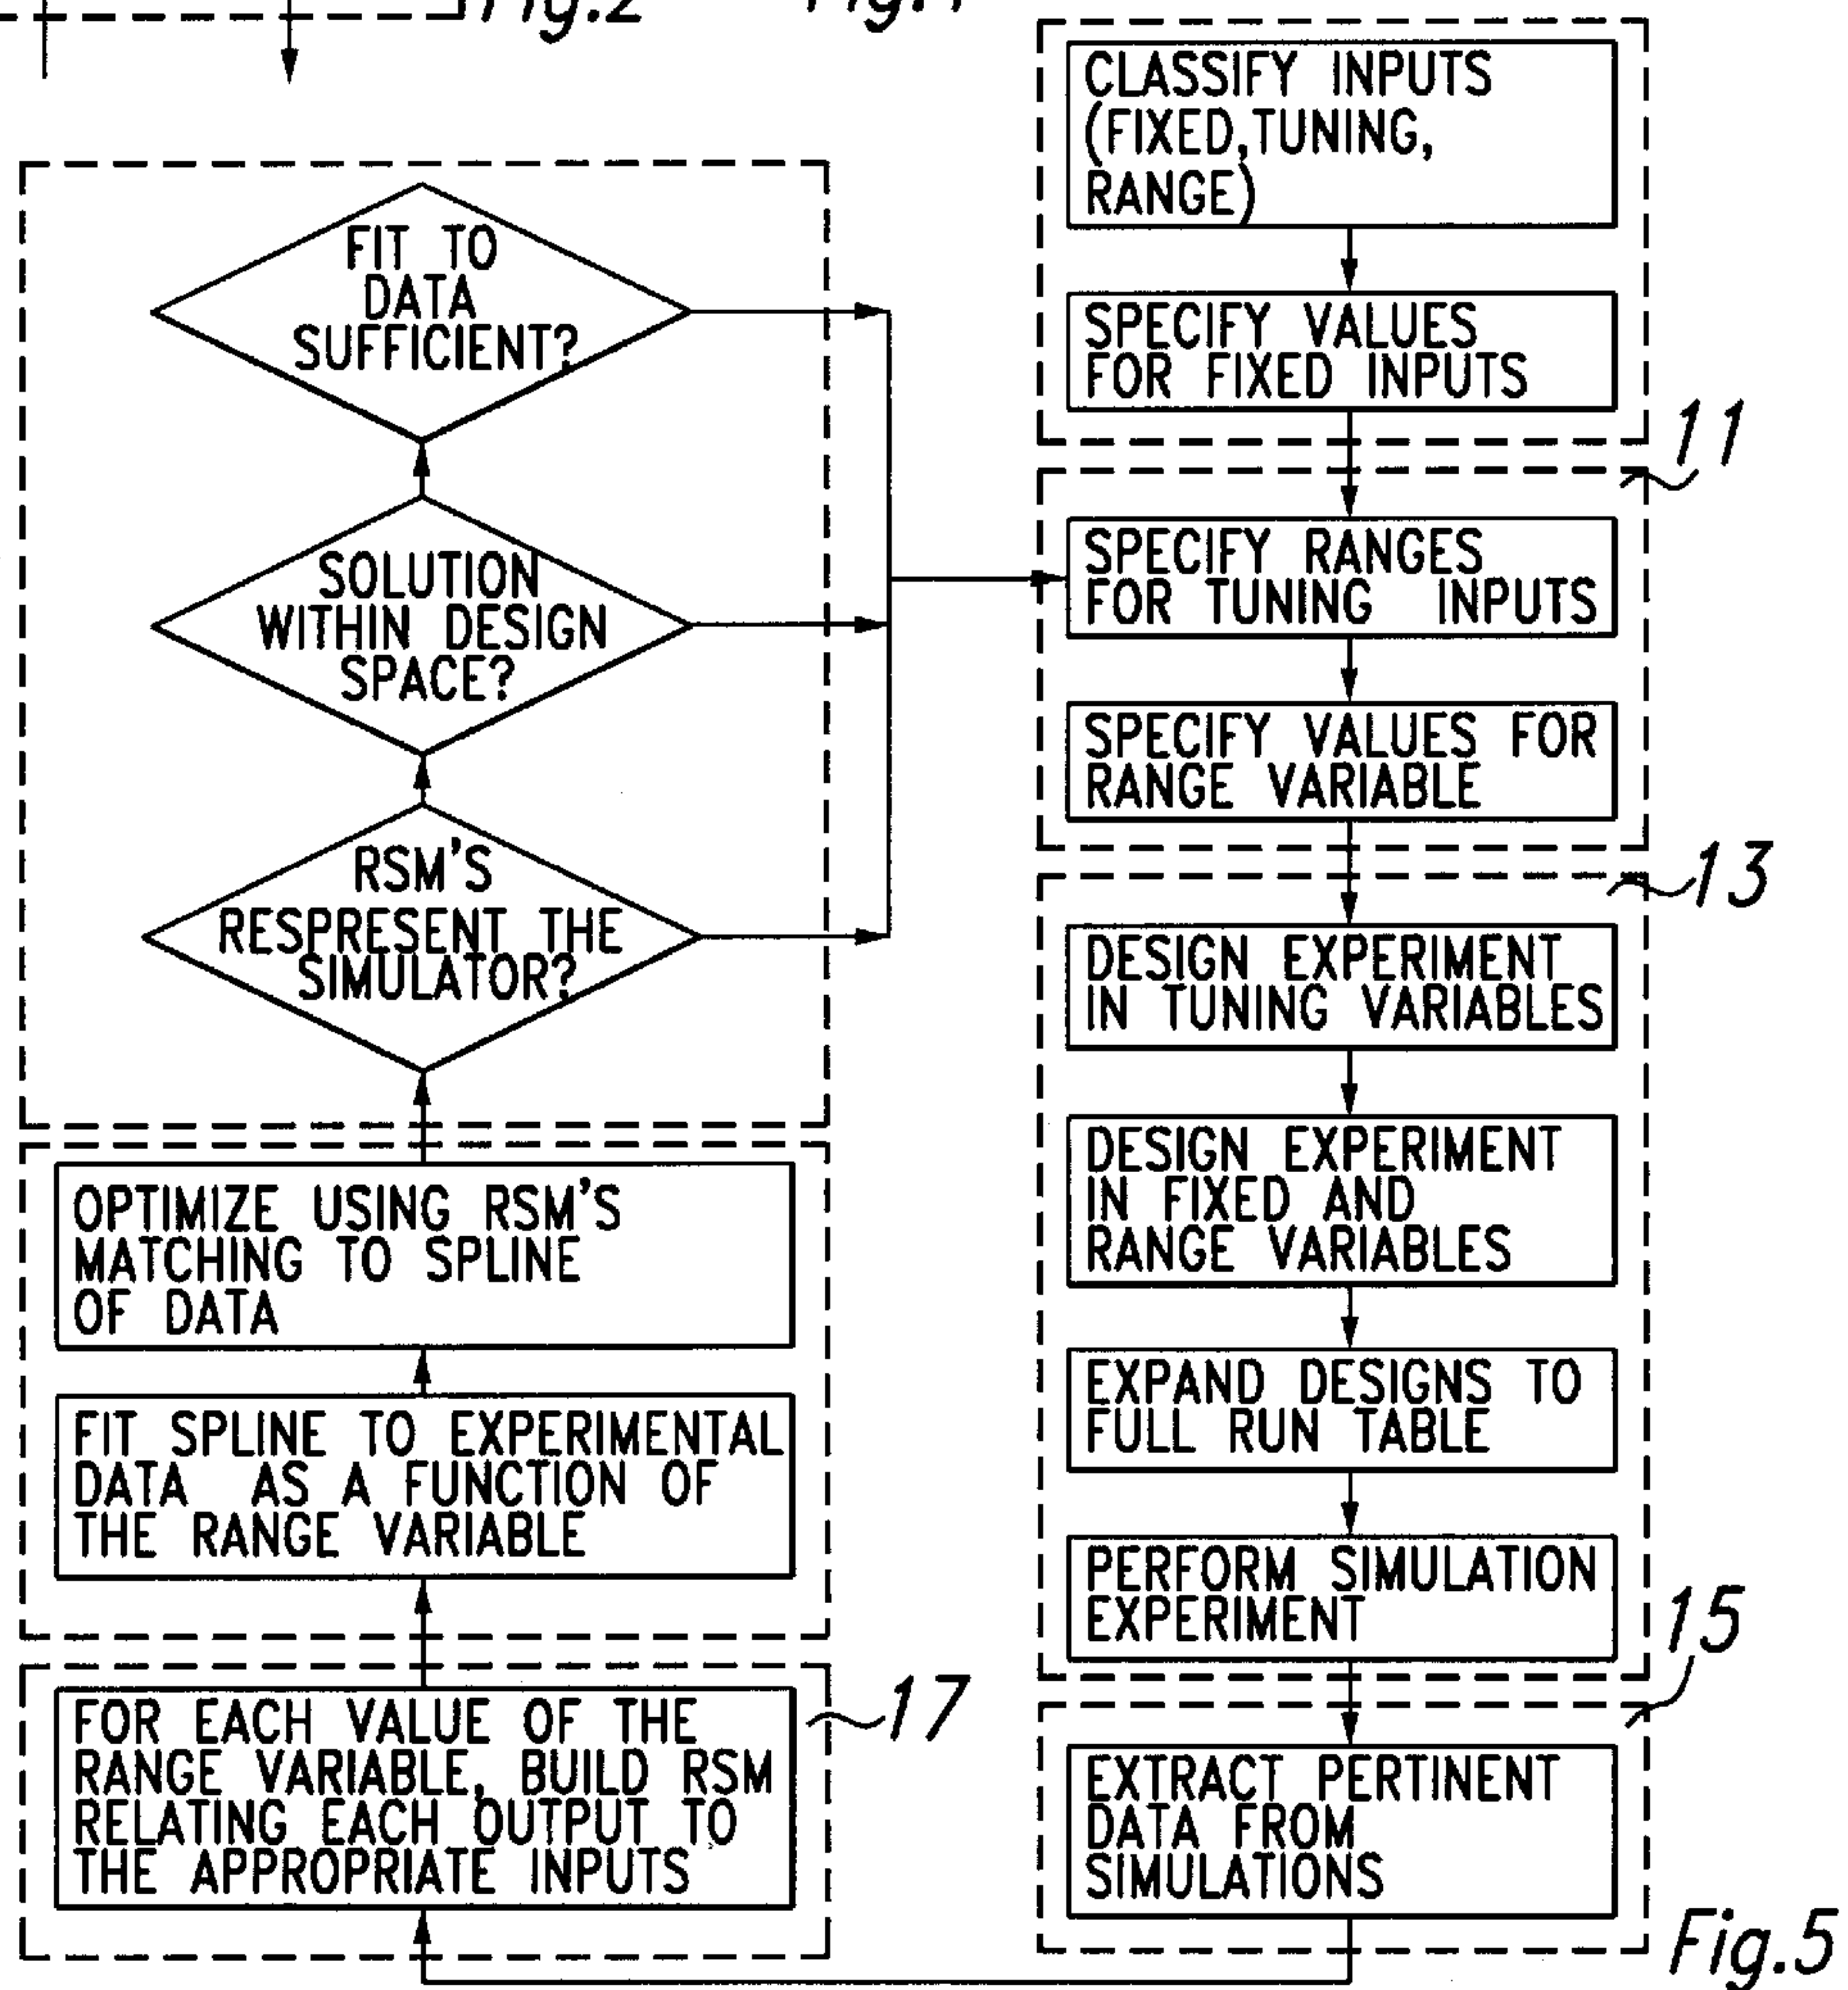 Fig.2
CLASSIFY INPUTS
(FIXED,TUNING,
RANGE)
SPECIFY VALUES
FOR FIXED INPUTS
11
SPECIFY RANGES
FOR TUNING INPUTS
SPECIFY VALUES FOR
RANGE VARIABLE
13
DESIGN EXPERIMENT
IN TUNING VARIABLES
DESIGN EXPERIMENT
IN FIXED AND
RANGE VARIABLES
EXPAND DESIGNS TO
FULL RUN TABLE
PERFORM SIMULATION
EXPERIMENT
15
EXTRACT PERTINENT
DATA FROM
SIMULATIONS
FIT TO
DATA
SUFFICIENT?
SOLUTION
WITHIN DESIGN
SPACE?
RSM'S
RESPRESENT THE
SIMULATOR?
OPTIMIZE USING RSM'S
MATCHING TO SPLINE
OF DATA
FIT SPLINE TO EXPERIMENTAL
DATA AS A FUNCTION OF
THE RANGE VARIABLE
17
FOR EACH VALUE OF THE
RANGE VARIABLE, BUILD RSM
RELATING EACH OUTPUT TO
THE APPROPRIATE INPUTS
Fig.5